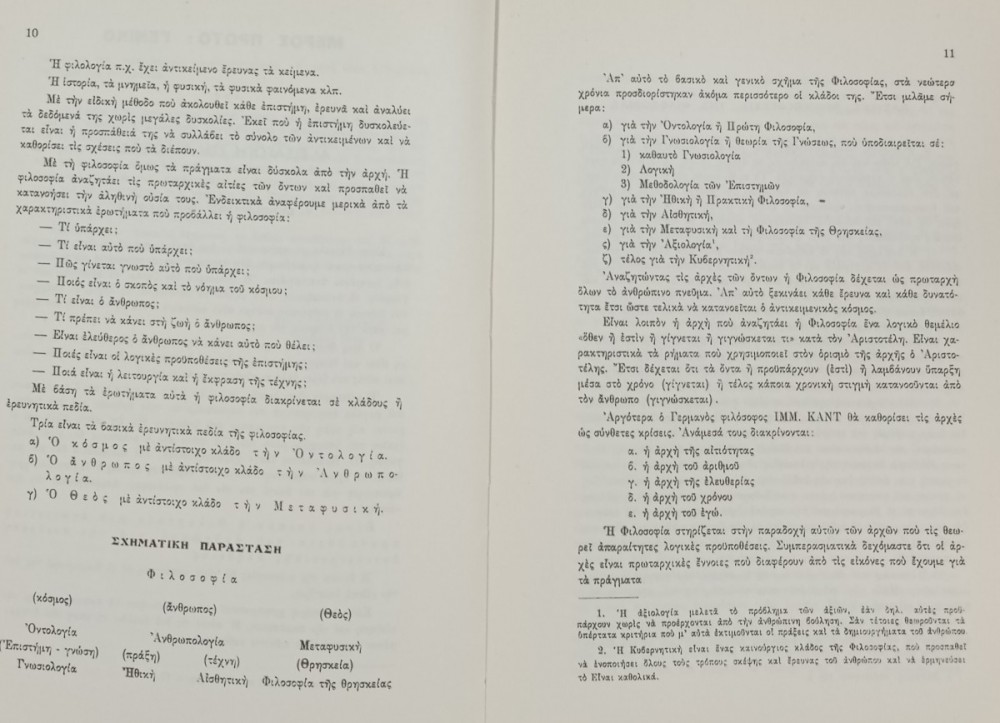 10
Ἡ φιλολογία π.χ. ἔχει ἀντικείμενο ἔρευνας τὰ κείμενα.
Ἡ ἱστορία, τὰ μνημεῖα, ἡ φυσική, τὰ φυσικὰ φαινόμενα κλπ.
Μὲ τὴν εἰδικὴ μέθοδο ποὺ ἀκολουθεῖ κάθε ἐπιστήμη, ἐρευνᾶ καὶ ἀναλύει
τὰ δεδομένα της χωρὶς μεγάλες δυσκολίες. Ἐκεῖ ποὺ ἡ ἐπιστήμη δυσκολεύε-
ται εἶναι ἡ προσπάθειά της νὰ συλλάβει τὸ σύνολο τῶν ἀντικειμένων καὶ νὰ
καθορίσει τὶς σχέσεις ποὺ τὰ διέπουν.
Μὲ τὴ φιλοσοφία ὅμως τὰ πράγματα εἶναι δύσκολα ἀπὸ τὴν ἀρχή. Ἡ
φιλοσοφία ἀναζητάει τὶς πρωταρχικὲς αἰτίες τῶν ὄντων καὶ προσπαθεῖ νὰ
κατανοήσει τὴν ἀληθινὴ οὐσία τους. Ἐνδεικτικὰ ἀναφέρουμε μερικὰ ἀπὸ τὰ
χαρακτηριστικὰ ἐρωτήματα ποὺ προβάλλει ἡ φιλοσοφία:
— Τί ὑπάρχει;
— Τί εἶναι αὐτὸ ποὺ ὑπάρχει;
— Πῶς γίνεται γνωστὸ αὐτὸ ποὺ ὑπάρχει;
— Ποιός εἶναι ὁ σκοπὸς καὶ τὸ νόημα τοῦ κόσμου;
— Τί εἶναι ὁ ἄνθρωπος;
— Τί πρέπει νὰ κάνει στὴ ζωὴ ὁ ἄνθρωπος;
— Εἶναι ἐλεύθερος ὁ ἄνθρωπος νὰ κάνει αὐτὸ ποὺ θέλει;
— Ποιές εἶναι οἱ λογικὲς προϋποθέσεις τῆς ἐπιστήμης;
— Ποιά εἶναι ἡ λειτουργία καὶ ἡ ἔκφραση τῆς τέχνης;
Μὲ βάση τὰ ἐρωτήματα αὐτὰ ἡ φιλοσοφία διακρίνεται σὲ κλάδους ἢ
ἐρευνητικὰ πεδία.
Τρία εἶναι τὰ βασικὰ ἐρευνητικὰ πεδία τῆς φιλοσοφίας.
α) Ὁ κόσμος μὲ ἀντίστοιχο κλάδο τὴν Ὀντολογία.
β) Ὁ ἄνθρωπος μὲ ἀντίστοιχο κλάδο τὴν Ἀνθρωπο-
λογία.
γ) Ὁ Θεὸς μὲ ἀντίστοιχο κλάδο τὴν Μεταφυσική.
ΣΧΗΜΑΤΙΚΗ ΠΑΡΑΣΤΑΣΗ
Φιλοσοφία
(κόσμος) (ἄνθρωπος) (Θεὸς)
Ὀντολογία Ἀνθρωπολογία Μεταφυσικὴ
(Ἐπιστήμη - γνώση) (πράξη) (τέχνη) (Θρησκεία)
Γνωσιολογία Ἠθικὴ Αἰσθητικὴ Φιλοσοφία τῆς θρησκείας
11
Ἀπ' αὐτὸ τὸ βασικὸ καὶ γενικὸ σχῆμα τῆς Φιλοσοφίας, στὰ νεώτερα
χρόνια προσδιορίστηκαν ἀκόμα περισσότερο οἱ κλάδοι της. Ἔτσι μιλᾶμε σή-
μερα:
α) γιὰ τὴν Ὀντολογία ἢ Πρώτη Φιλοσοφία,
β) γιὰ τὴν Γνωσιολογία ἢ θεωρία τῆς Γνώσεως, ποὺ ὑποδιαιρεῖται σέ:
1) καθαυτὸ Γνωσιολογία
2) Λογικὴ
3) Μεθοδολογία τῶν Ἐπιστημῶν
γ) γιὰ τὴν Ἠθικὴ ἢ Πρακτικὴ Φιλοσοφία,
δ) γιὰ τὴν Αἰσθητική,
ε) γιὰ τὴν Μεταφυσικὴ καὶ τὴ Φιλοσοφία τῆς Θρησκείας,
ς) γιὰ τὴν Ἀξιολογία¹,
ζ) τέλος γιὰ τὴν Κυβερνητική².
Ἀναζητώντας τὶς ἀρχὲς τῶν ὄντων ἡ Φιλοσοφία δέχεται ὡς πρωταρχὴ
ὅλων τὸ ἀνθρώπινο πνεῦμα. Ἀπ' αὐτὸ ξεκινάει κάθε ἔρευνα καὶ κάθε δυνατό-
τητα ἔτσι ὥστε τελικὰ νὰ κατανοεῖται ὁ ἀντικειμενικὸς κόσμος.
Εἶναι λοιπὸν ἡ ἀρχὴ ποὺ ἀναζητάει ἡ Φιλοσοφία ἕνα λογικὸ θεμέλιο
«ὅθεν ἢ ἐστὶν ἢ γίγνεται ἢ γιγνώσκεται τι» κατὰ τὸν Ἀριστοτέλη. Εἶναι χα-
ρακτηριστικὰ τὰ ρήματα ποὺ χρησιμοποιεῖ στὸν ὁρισμὸ τῆς ἀρχῆς ὁ Ἀριστο-
τέλης. Ἔτσι δέχεται ὅτι τὰ ὄντα ἢ προϋπάρχουν (ἐστὶ) ἢ λαμβάνουν ὕπαρξη
μέσα στὸ χρόνο (γίγνεται) ἢ τέλος κάποια χρονικὴ στιγμὴ κατανοοῦνται ἀπὸ
τὸν ἄνθρωπο (γιγνώσκεται).
Ἀργότερα ὁ Γερμανὸς φιλόσοφος ΙΜΜ. ΚΑΝΤ θὰ καθορίσει τὶς ἀρχὲς
ὡς σύνθετες κρίσεις. Ἀνάμεσά τους διακρίνονται:
α. ἡ ἀρχὴ τῆς αἰτιότητας
β. ἡ ἀρχὴ τοῦ ἀριθμοῦ
γ. ἡ ἀρχὴ τῆς ἐλευθερίας
δ. ἡ ἀρχὴ τοῦ χρόνου
ε. ἡ ἀρχὴ τοῦ ἐγώ.
Ἡ Φιλοσοφία στηρίζεται στὴν παραδοχὴ αὐτῶν τῶν ἀρχῶν ποὺ τὶς θεω-
ρεῖ ἀπαραίτητες λογικὲς προϋποθέσεις. Συμπερασματικὰ δεχόμαστε ὅτι οἱ ἀρ-
χὲς εἶναι πρωταρχικὲς ἔννοιες ποὺ διαφέρουν ἀπὸ τὶς εἰκόνες ποὺ ἔχουμε γιὰ
τὰ πράγματα
1. Ἡ ἀξιολογία μελετᾶ τὸ πρόβλημα τῶν ἀξιῶν, ἐὰν δηλ. αὐτὲς προϋ-
πάρχουν χωρὶς νὰ προέρχονται ἀπὸ τὴν ἀνθρώπινη βούληση. Σὰν τέτοιες θεωροῦνται τὰ
ὑπέρτατα κριτήρια ποὺ μ' αὐτὰ ἐκτιμοῦνται οἱ πράξεις καὶ τὰ δημιουργήματα τοῦ ἀνθρώπου
2. Ἡ Κυβερνητικὴ εἶναι ἕνας καινούργιος κλάδος τῆς Φιλοσοφίας, ποὺ προσπαθεῖ
νὰ ἑνοποιήσει ὅλους τοὺς τρόπους σκέψης καὶ ἔρευνας τοῦ ἀνθρώπου καὶ νὰ ἑρμηνεύσει
τὸ Εἶναι καθολικά.